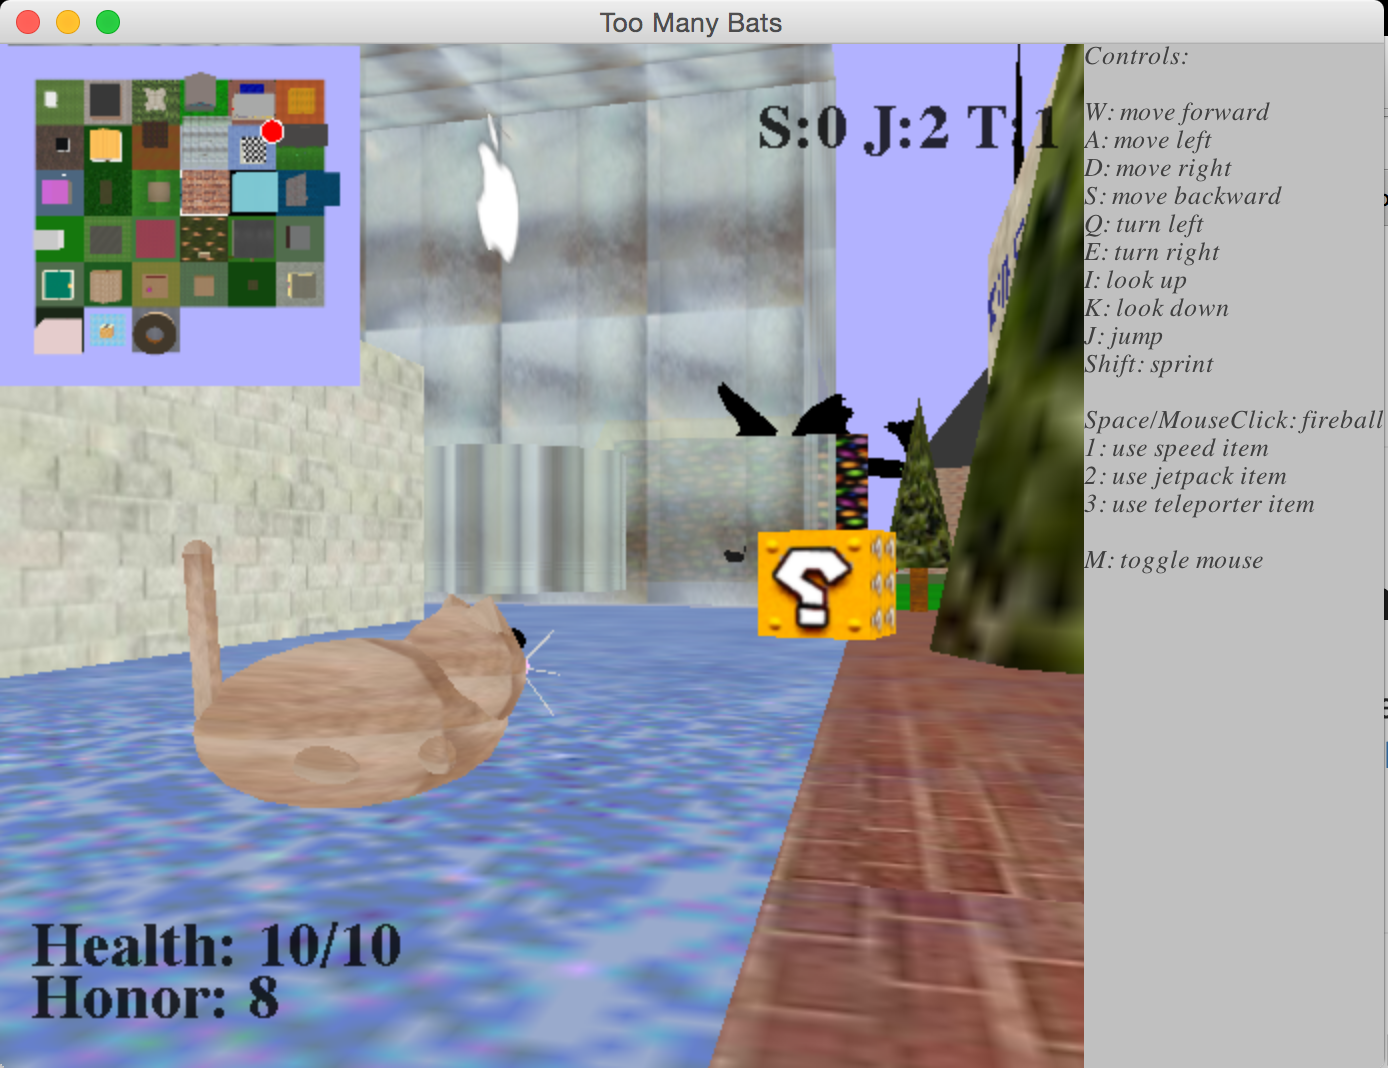 Too Many Bats
S:0 J:2 T:1
Controls:
W: move forward
A: move left
D: move right
S: move backward
Q: turn left
E: turn right
I: look up
K: look down
J: jump
Shift: sprint
Space/MouseClick: fireball
1: use speed item
2: use jetpack item
3: use teleporter item
M: toggle mouse
?
Health: 10/10
Honor: 8